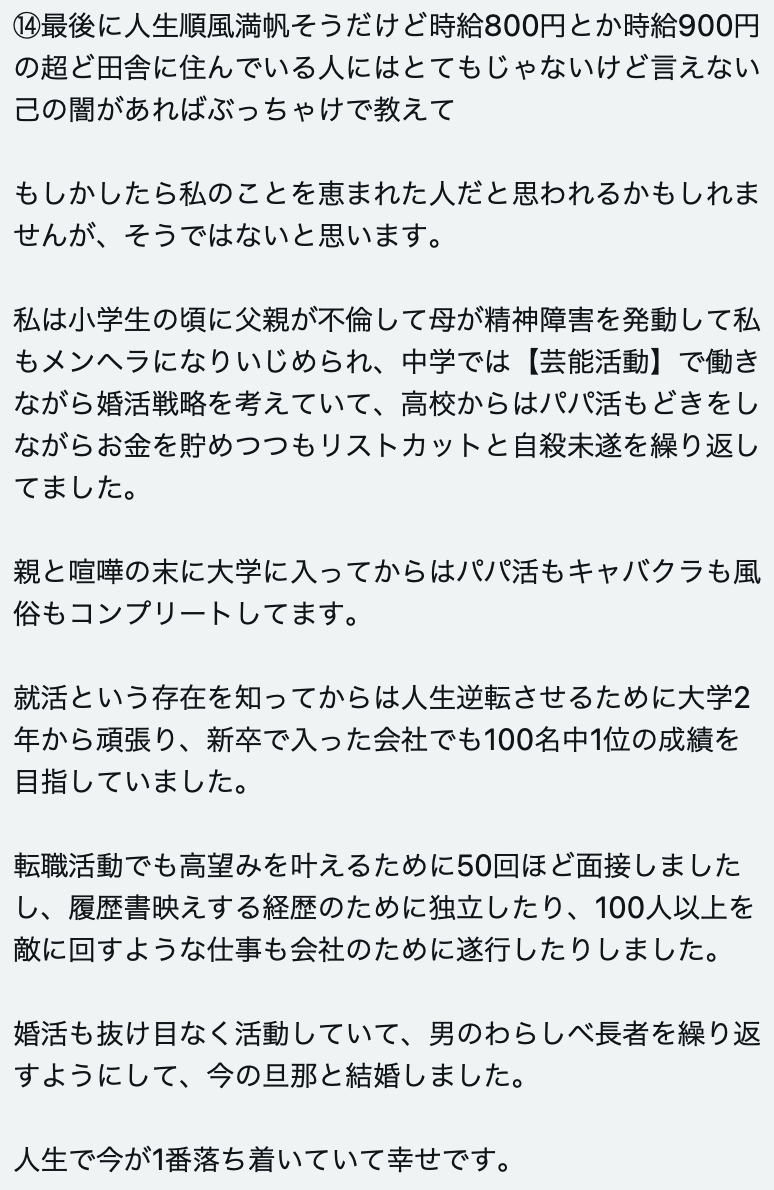 ⑭最後に人生順風満帆そうだけど時給800円とか時給900円
の超ど田舎に住んでいる人にはとてもじゃないけど言えない
己の闇があればぶっちゃけで教えて
もしかしたら私のことを恵まれた人だと思われるかもしれま
せんが、そうではないと思います。
私は小学生の頃に父親が不倫して母が精神障害を発動して私
もメンヘラになりいじめられ、中学では【芸能活動】で働き
ながら婚活戦略を考えていて、高校からはパパ活もどきをし
ながらお金を貯めつつもリストカットと自殺未遂を繰り返し
てました。
親と喧嘩の末に大学に入ってからはパパ活もキャバクラも風
俗もコンプリートしてます。
就活という存在を知ってからは人生逆転させるために大学2
年から頑張り、新卒で入った会社でも100名中1位の成績を
目指していました。
転職活動でも高望みを叶えるために50回ほど面接しました
し、履歴書映えする経歴のために独立したり、100人以上を
敵に回すような仕事も会社のために遂行したりしました。
婚活も抜け目なく活動していて、男のわらしべ長者を繰り返
すようにして、今の旦那と結婚しました。
人生で今が1番落ち着いていて幸せです。